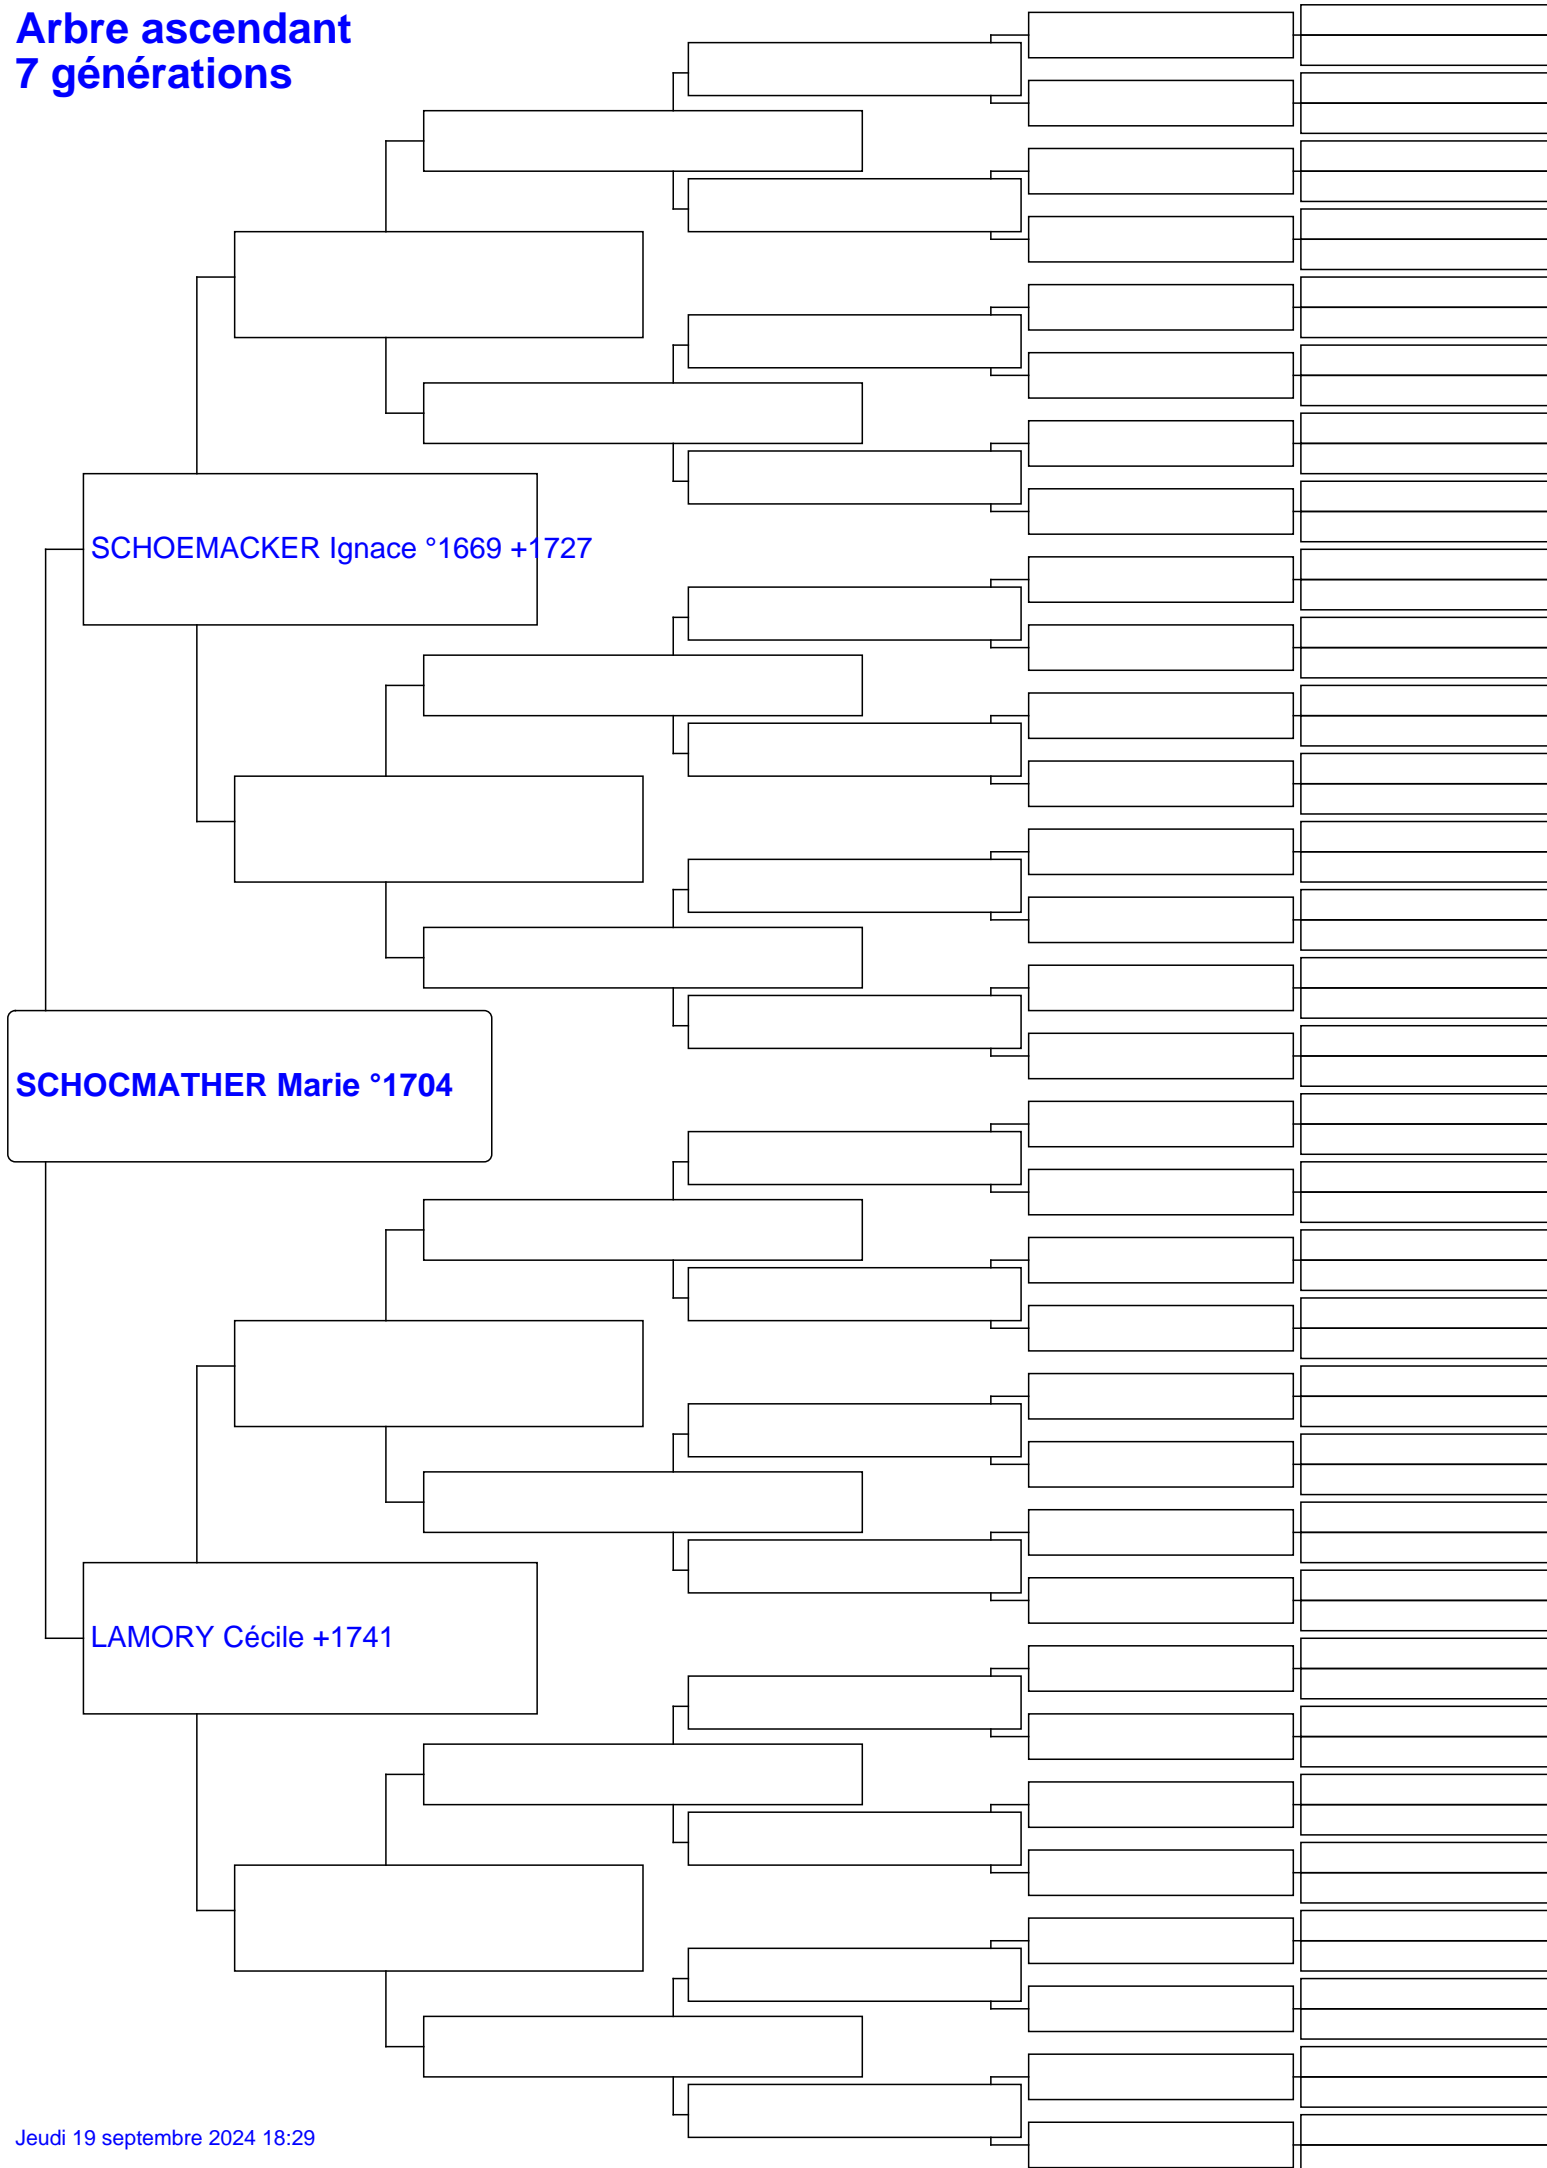 Arbre ascendant
7 générations
SCHOEMACKER Ignace °1669 +1727
SCHOCMATHER Marie °1704
LAMORY Cécile +1741
Jeudi 19 septembre 2024 18:29